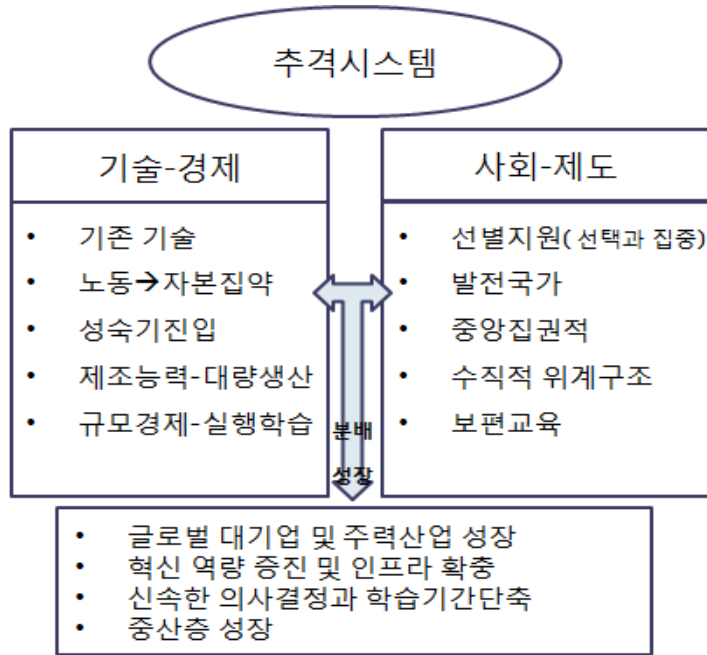 추격시스템
기술-경제
• 기존 기술
• 노동→자본집약
• 성숙기진입
• 제조능력-대량생산
• 규모경제-실행학습
사회-제도
• 선별지원( 선택과 집중)
• 발전국가
• 중앙집권적
• 수직적 위계구조
• 보편교육
분배
성장
• 글로벌 대기업 및 주력산업 성장
• 혁신 역량 증진 및 인프라 확충
• 신속한 의사결정과 학습기간단축
• 중산층 성장